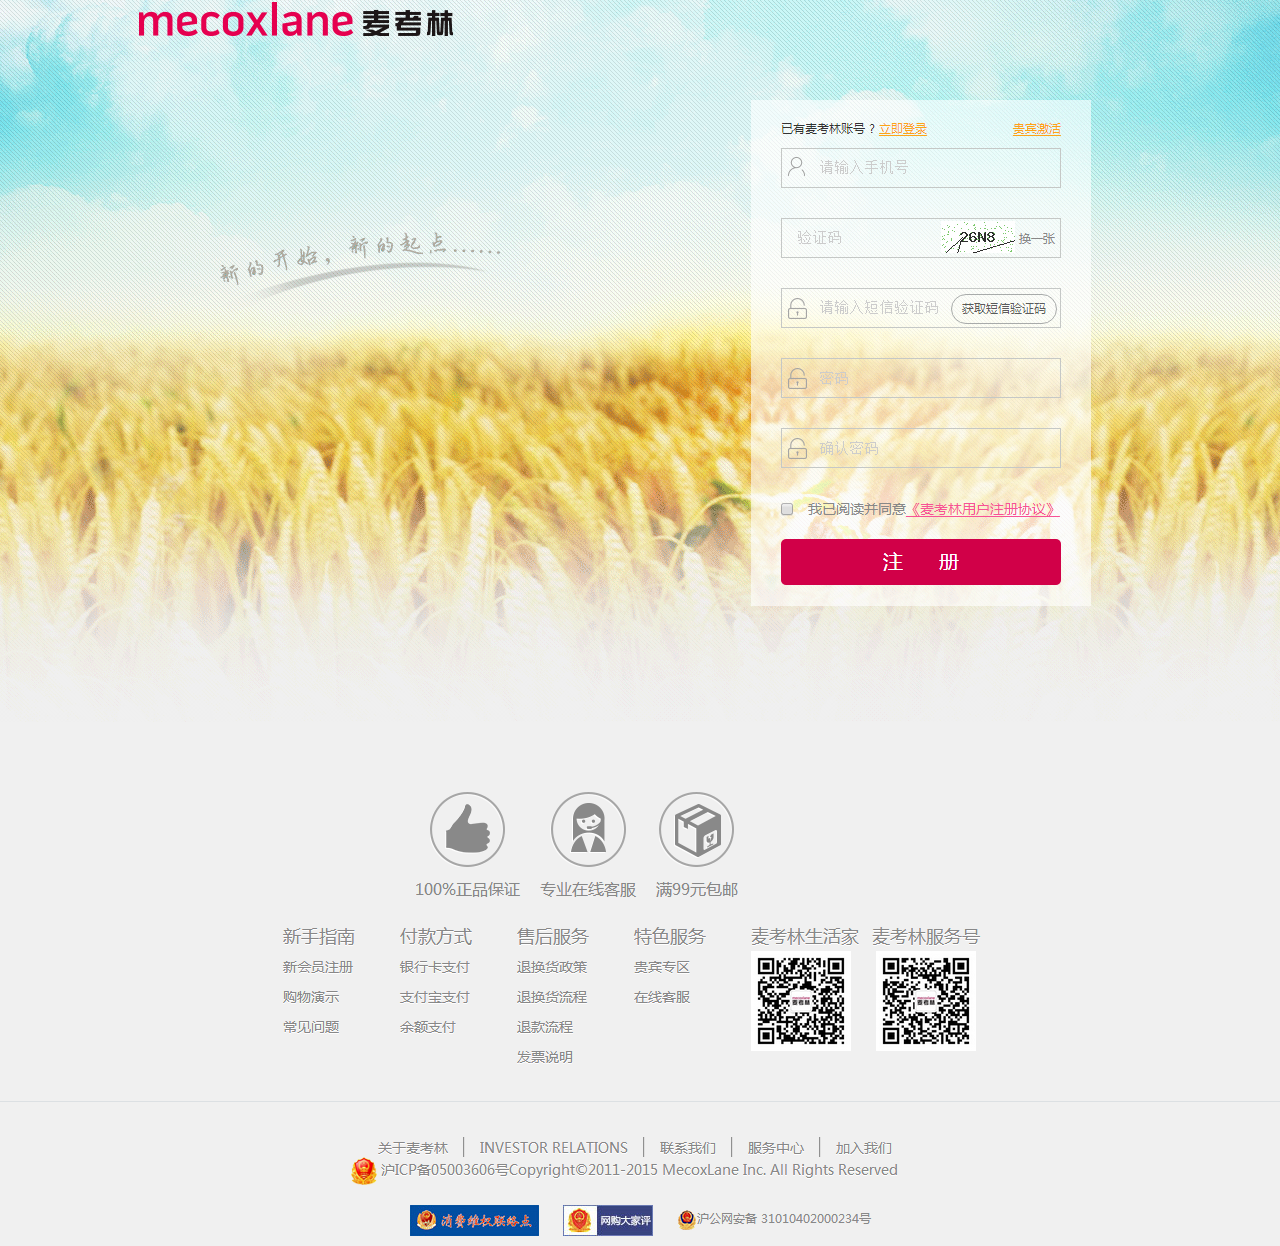 mecoxlane 麦考林
已有麦考林账号？立即登录 贵宾激活
请输入手机号
新的开始，新的起点......
验证码 26N8 换一张
请输入短信验证码 获取短信验证码
密码
确认密码
我已阅读并同意《麦考林用户注册协议》
注 册
100%正品保证 专业在线客服 满99元包邮
新手指南 付款方式 售后服务 特色服务 麦考林生活家 麦考林服务号
新会员注册 银行卡支付 退换货政策 贵宾专区
购物演示 支付宝支付 退换货流程 在线客服
常见问题 余额支付 退款流程
发票说明
mecoxlane 麦考林 mecoxlane 麦考林
关于麦考林 INVESTOR RELATIONS 联系我们 服务中心 加入我们
沪ICP备05003606号Copyright©2011-2015 MecoxLane Inc. All Rights Reserved
消费维权联络点 网购大家评 沪公网安备 31010402000234号